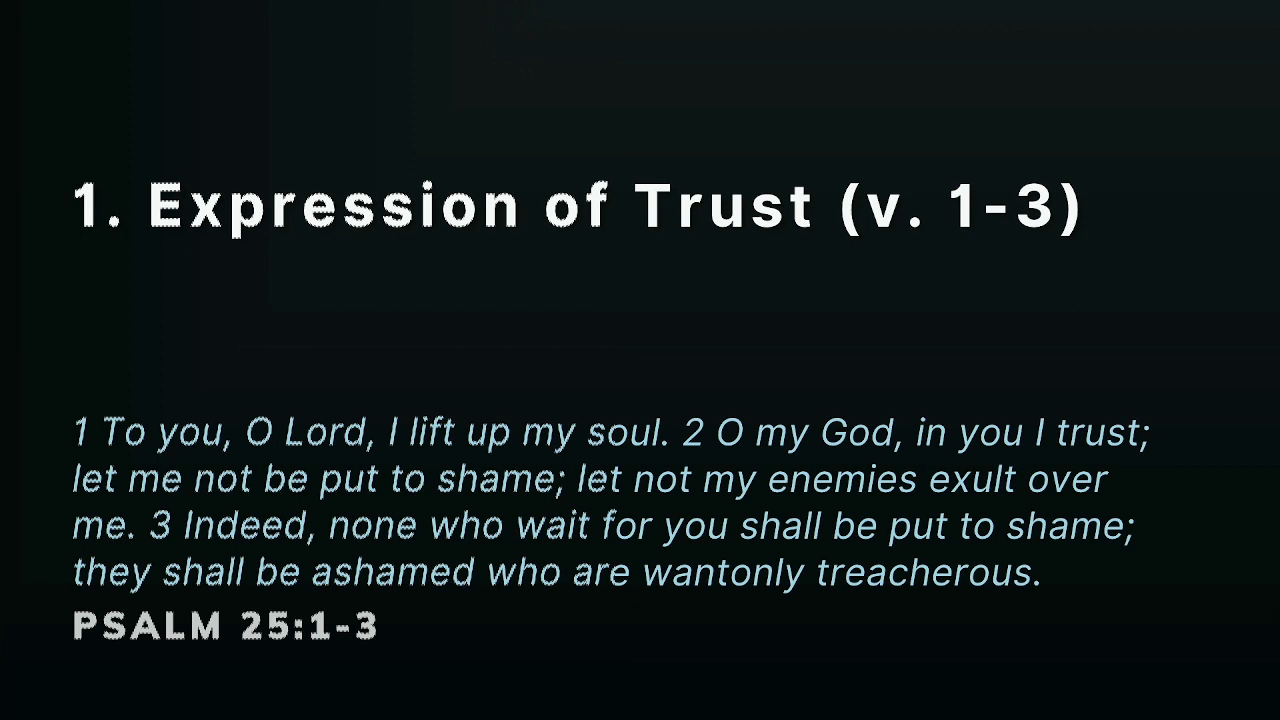 1. Expression of Trust (v. 1-3)
1 To you, O Lord, I lift up my soul. 2 O my God, in you I trust;
let me not be put to shame; let not my enemies exult over
me. 3 Indeed, none who wait for you shall be put to shame;
they shall be ashamed who are wantonly treacherous.
PSALM 25:1-3